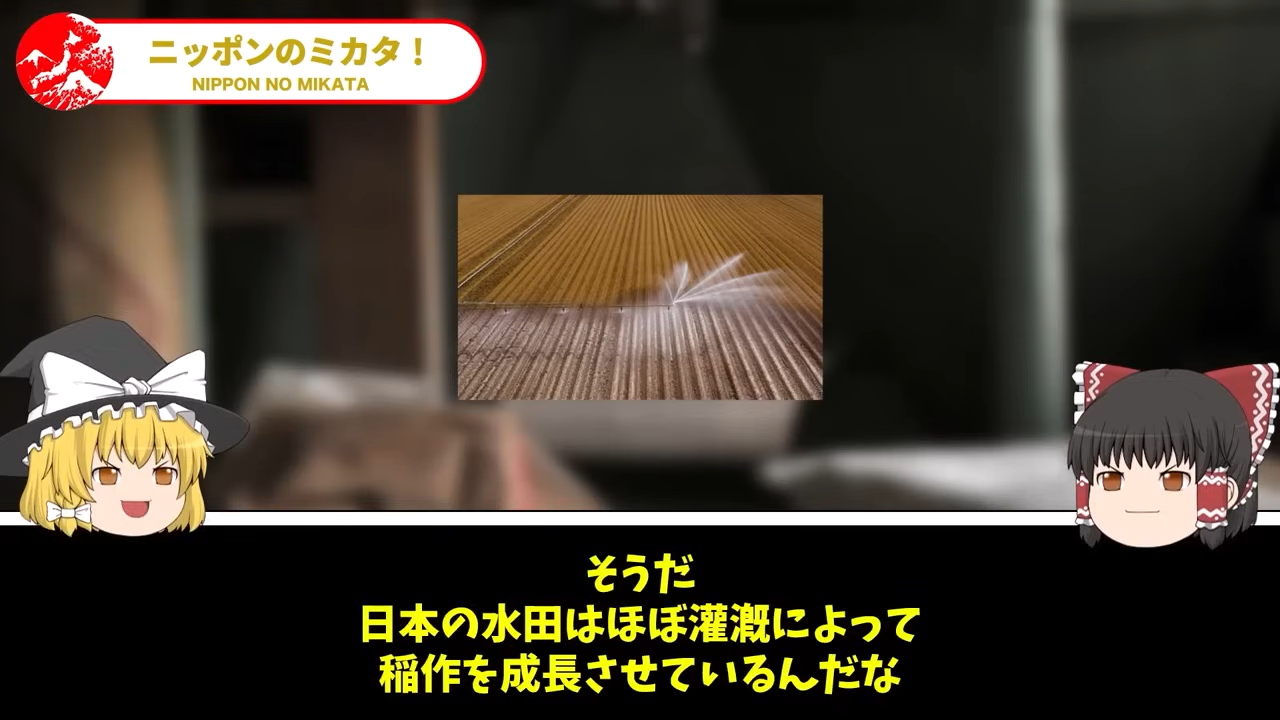 ニッポンのミカタ！
NIPPON NO MIKATA
そうだ
日本の水田はほぼ灌漑によって
稲作を成長させているんだな